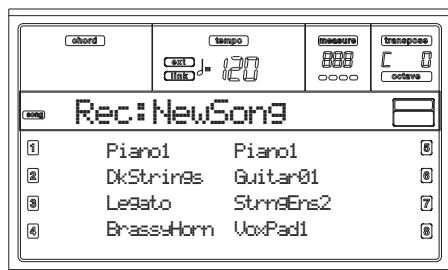 chord tempo measure transpose
ext link ♩= 120 888 C 0
octave
song Rec:NewSong
1 Piano1 Piano1 5
2 DkStrings Guitar01 6
3 Legato StrngEns2 7
4 BrassyHorn VoxPad1 8